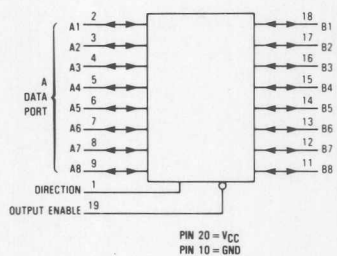 A1 2 18 B1
A2 3 17 B2
A3 4 16 B3
A4 5 15 B4
A5 6 14 B5
A6 7 13 B6
A7 8 12 B7
A8 9 11 B8
A
DATA
PORT
DIRECTION 1
OUTPUT ENABLE 19
PIN 20 = VCC
PIN 10 = GND